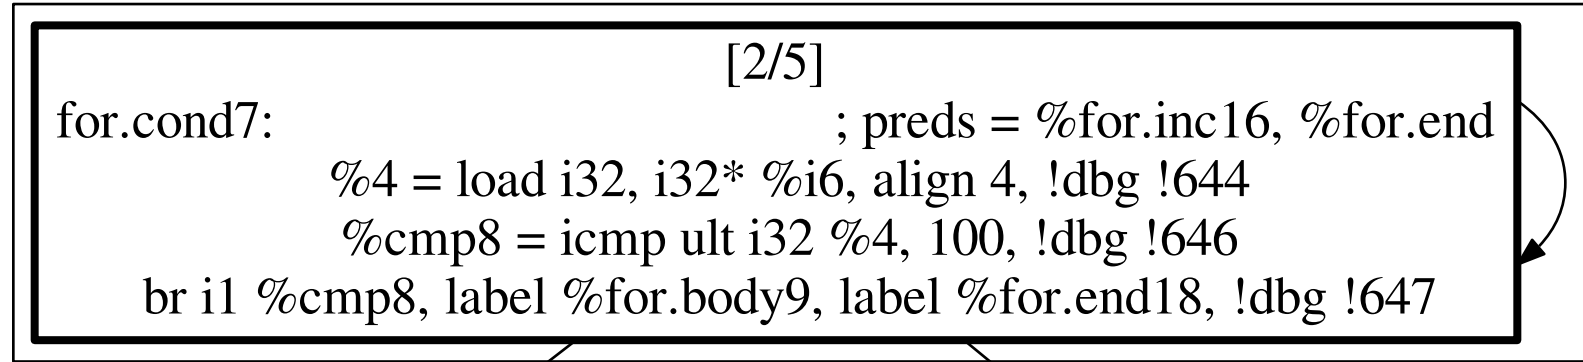 [2/5]
for.cond7: ; preds = %for.inc16, %for.end
%4 = load i32, i32* %i6, align 4, !dbg !644
%cmp8 = icmp ult i32 %4, 100, !dbg !646
br i1 %cmp8, label %for.body9, label %for.end18, !dbg !647